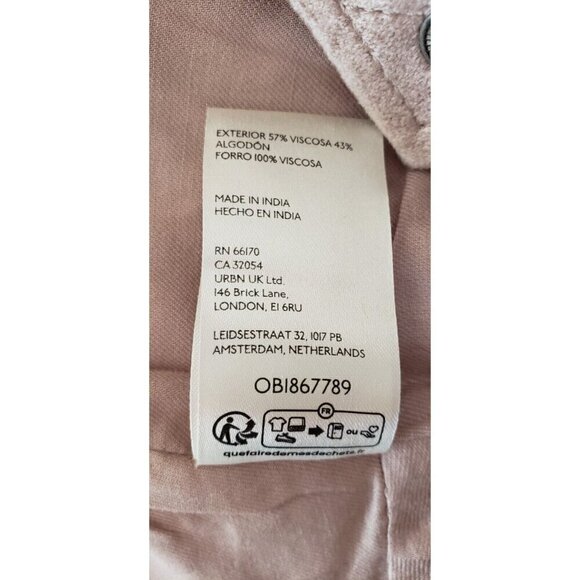 EXTERIOR 57% VISCOSA 43%
ALGODÓN
FORRO 100% VISCOSA
MADE IN INDIA
HECHO EN INDIA
RN 66170
CA 32054
URBN UK Ltd.
146 Brick Lane,
LONDON, E1 6RU
LEIDSESTRAAT 32, 1017 PB
AMSTERDAM, NETHERLANDS
OB1867789
FR
OU
quefairedemesdechets.fr